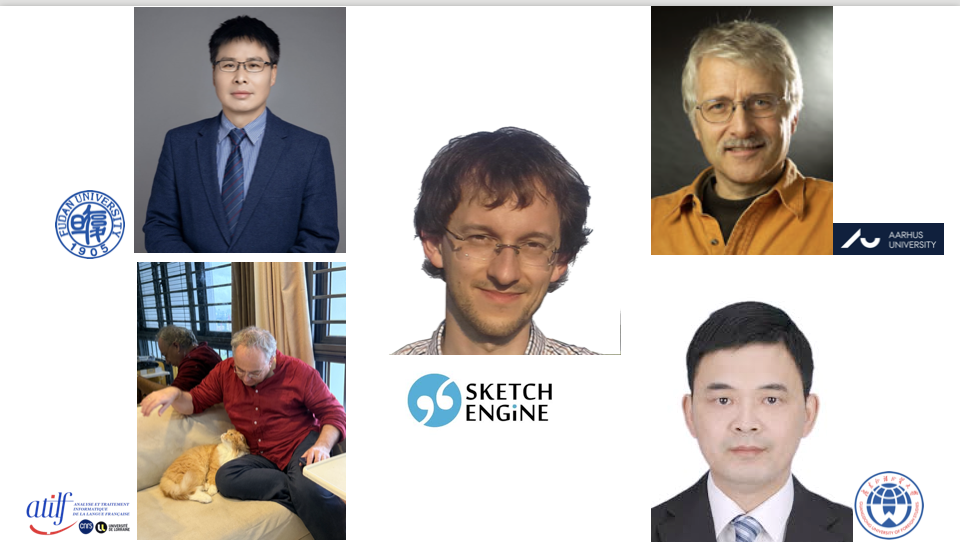 FUDAN UNIVERSITY
1905
AARHUS
UNIVERSITY
SKETCH
ENGINE
atilf
ANALYSE ET TRAITEMENT
INFORMATIQUE
DE LA LANGUE FRANÇAISE
cnrs
UNIVERSITÉ
DE LORRAINE